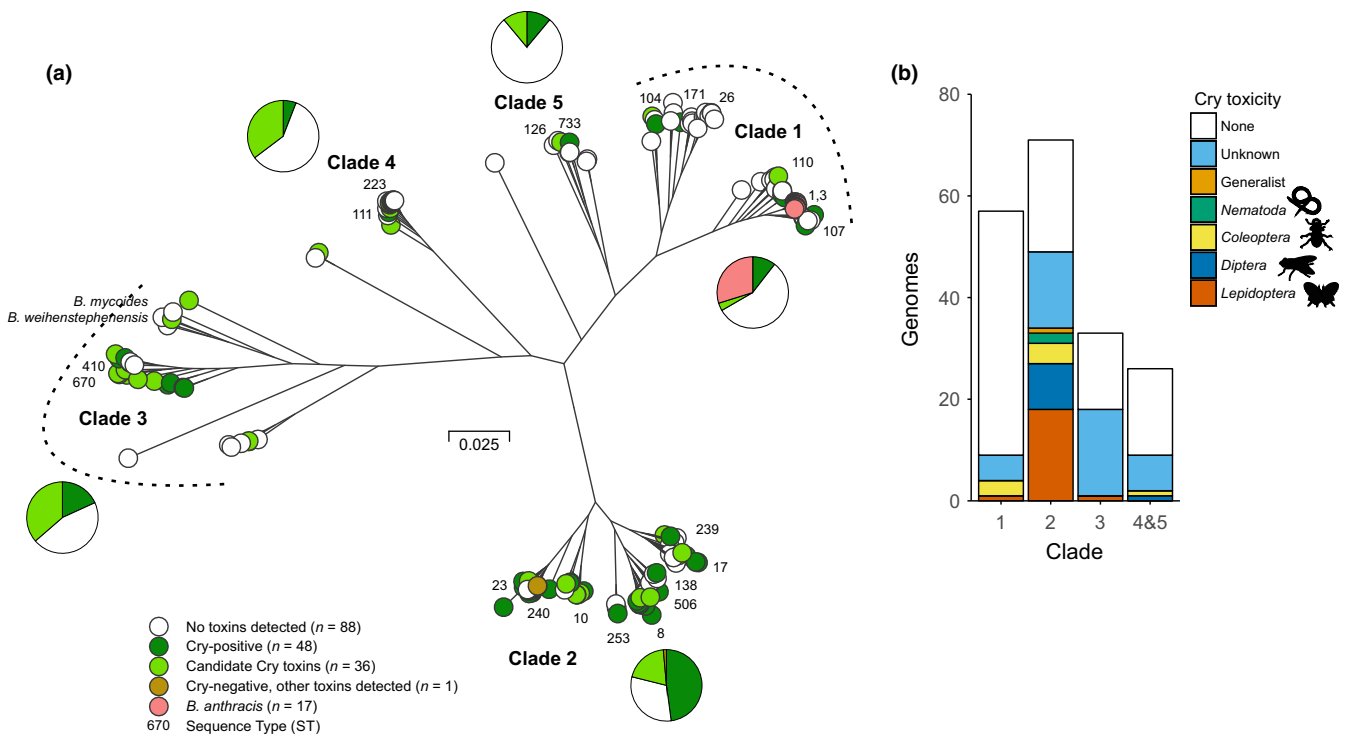 (a)
Clade 5
126
733
104
171
26
Clade 1
110
1,3
107
Clade 4
223
111
B. mycoides
B. weihenstephenensis
410
670
Clade 3
0.025
239
17
138
506
8
253
10
240
23
Clade 2
No toxins detected (n = 88)
Cry-positive (n = 48)
Candidate Cry toxins (n = 36)
Cry-negative, other toxins detected (n = 1)
B. anthracis (n = 17)
670 Sequence Type (ST)
(b)
80
60
40
20
0
Genomes
1 2 3 4&5
Clade
Cry toxicity
None
Unknown
Generalist
Nematoda
Coleoptera
Diptera
Lepidoptera